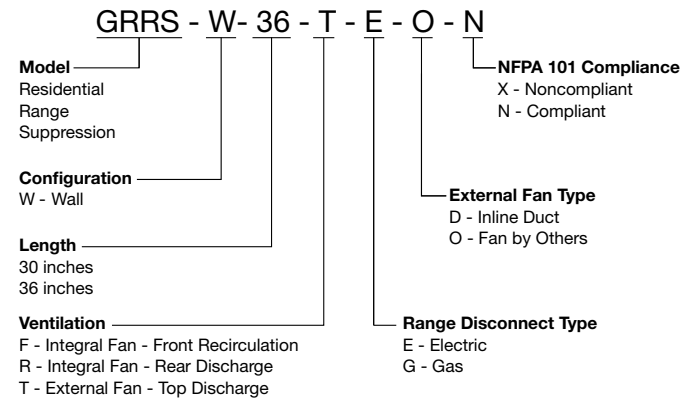 GRRS - W- 36 - T - E - O - N
Model
Residential
Range
Suppression
Configuration
W - Wall
Length
30 inches
36 inches
Ventilation
F - Integral Fan - Front Recirculation
R - Integral Fan - Rear Discharge
T - External Fan - Top Discharge
NFPA 101 Compliance
X - Noncompliant
N - Compliant
External Fan Type
D - Inline Duct
O - Fan by Others
Range Disconnect Type
E - Electric
G - Gas